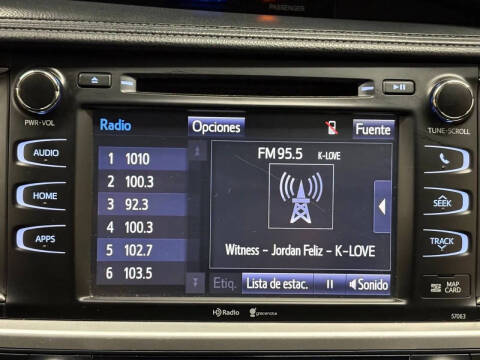 PASSENGER
PWR•VOL
TUNE•SCROLL
AUDIO
HOME
APPS
SEEK
TRACK
MAP CARD
Radio
Opciones
Fuente
1 1010
2 100.3
3 92.3
4 100.3
5 102.7
6 103.5
FM 95.5 K-LOVE
Witness - Jordan Feliz - K-LOVE
Etiq.
Lista de estac.
Sonido
HD Radio
gracenote
57063